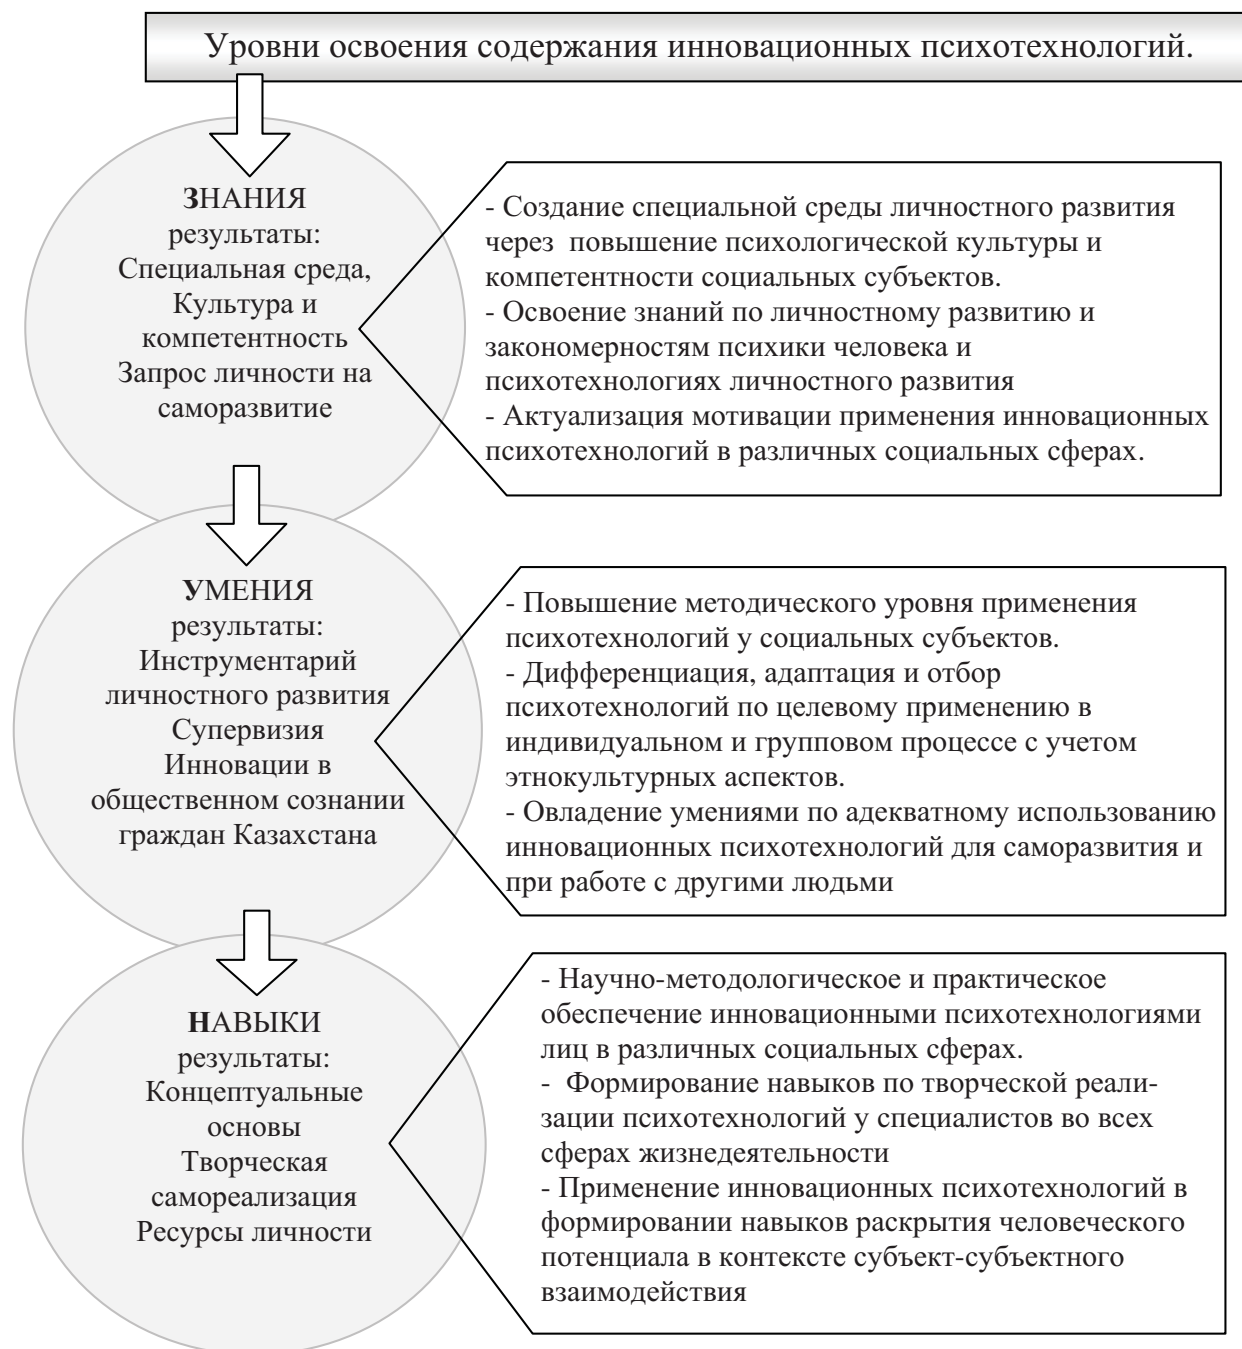 Уровни освоения содержания инновационных психотехнологий.
ЗНАНИЯ
результаты:
Специальная среда,
Культура и
компетентность
Запрос личности на
саморазвитие
- Создание специальной среды личностного развития
через повышение психологической культуры и
компетентности социальных субъектов.
- Освоение знаний по личностному развитию и
закономерностям психики человека и
психотехнологиях личностного развития
- Актуализация мотивации применения инновационных
психотехнологий в различных социальных сферах.
УМЕНИЯ
результаты:
Инструментарий
личностного развития
Супервизия
Инновации в
общественном сознании
граждан Казахстана
- Повышение методического уровня применения
психотехнологий у социальных субъектов.
- Дифференциация, адаптация и отбор
психотехнологий по целевому применению в
индивидуальном и групповом процессе с учетом
этнокультурных аспектов.
- Овладение умениями по адекватному использованию
инновационных психотехнологий для саморазвития и
при работе с другими людьми
НАВЫКИ
результаты:
Концептуальные
основы
Творческая
самореализация
Ресурсы личности
- Научно-методологическое и практическое
обеспечение инновационными психотехнологиями
лиц в различных социальных сферах.
- Формирование навыков по творческой реали-
зации психотехнологий у специалистов во всех
сферах жизнедеятельности
- Применение инновационных психотехнологий в
формировании навыков раскрытия человеческого
потенциала в контексте субъект-субъектного
взаимодействия